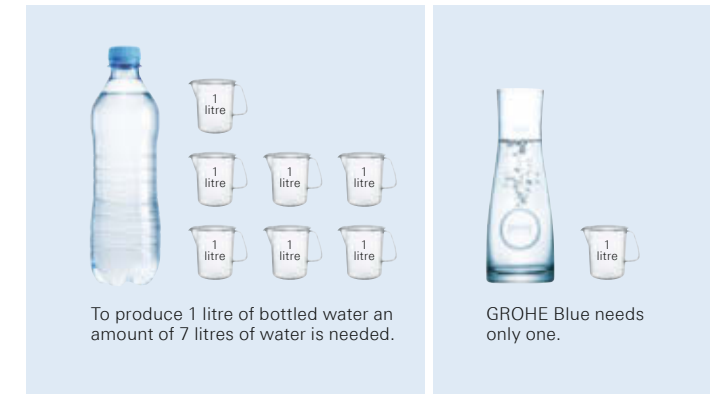 1
litre
1
litre
1
litre
1
litre
1
litre
1
litre
1
litre
1
litre
To produce 1 litre of bottled water an
amount of 7 litres of water is needed.
GROHE Blue needs
only one.